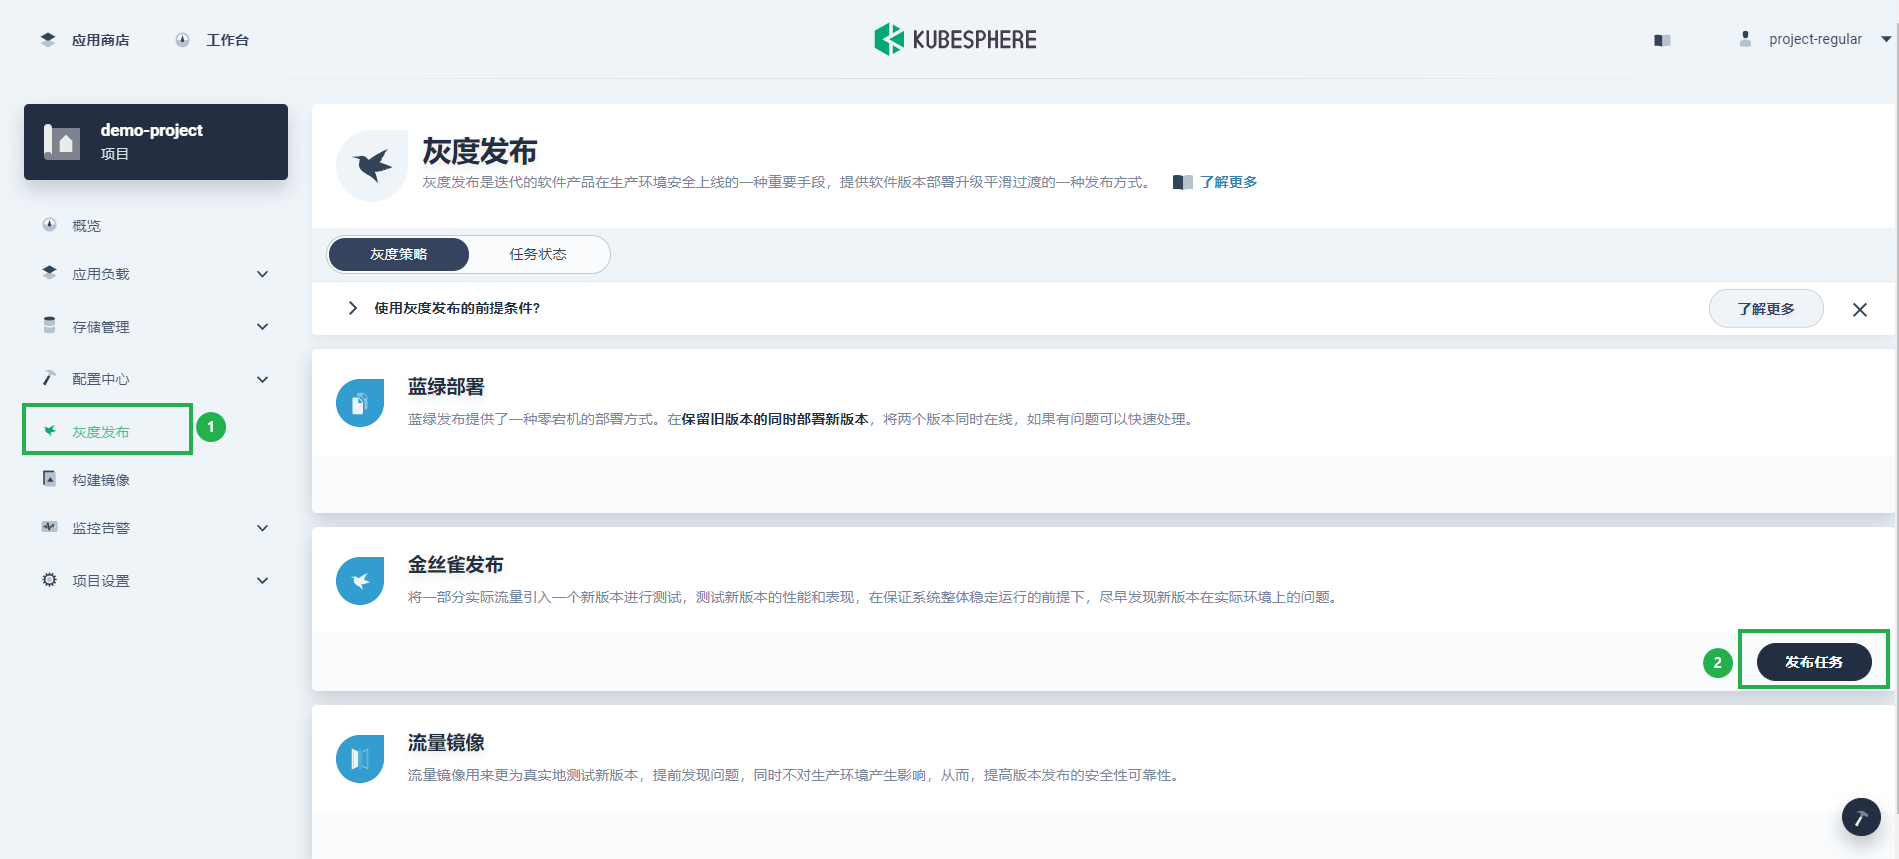 应用商店
工作台
KUBESPHERE
project-regular
demo-project
项目
概览
应用负载
存储管理
配置中心
灰度发布
1
构建镜像
监控告警
项目设置
灰度发布
灰度发布是迭代的软件产品在生产环境安全上线的一种重要手段，提供软件版本部署升级平滑过渡的一种发布方式。
了解更多
灰度策略
任务状态
使用灰度发布的前提条件?
了解更多
蓝绿部署
蓝绿发布提供了一种零宕机的部署方式。在保留旧版本的同时部署新版本，将两个版本同时在线，如果有问题可以快速处理。
金丝雀发布
将一部分实际流量引入一个新版本进行测试，测试新版本的性能和表现，在保证系统整体稳定运行的前提下，尽早发现新版本在实际环境上的问题。
2
发布任务
流量镜像
流量镜像用来更为真实地测试新版本，提前发现问题，同时不对生产环境产生影响，从而，提高版本发布的安全性可靠性。